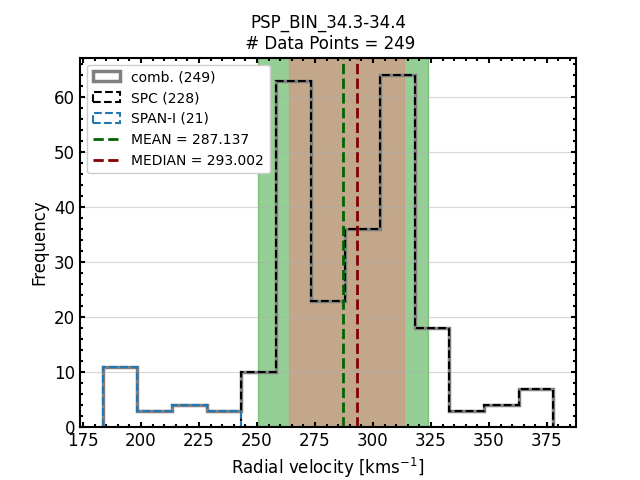 PSP_BIN_34.3-34.4
# Data Points = 249
comb. (249)
SPC (228)
SPAN-I (21)
MEAN = 287.137
MEDIAN = 293.002
Frequency
60
50
40
30
20
10
0
175 200 225 250 275 300 325 350 375
Radial velocity [kms⁻¹]